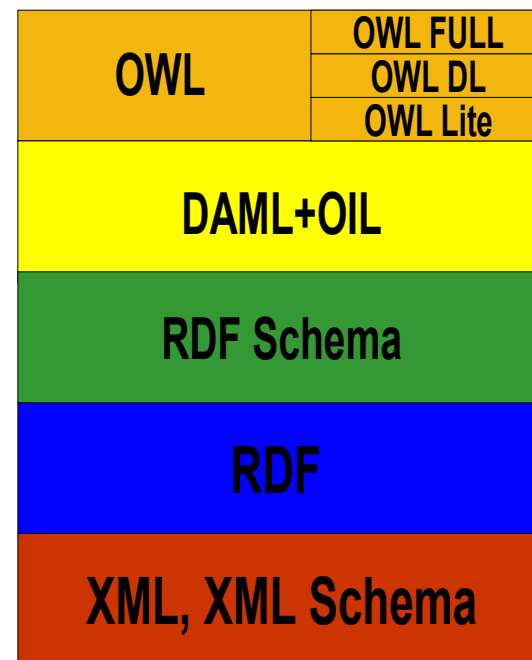 OWL
OWL FULL
OWL DL
OWL Lite
DAML+OIL
RDF Schema
RDF
XML, XML Schema